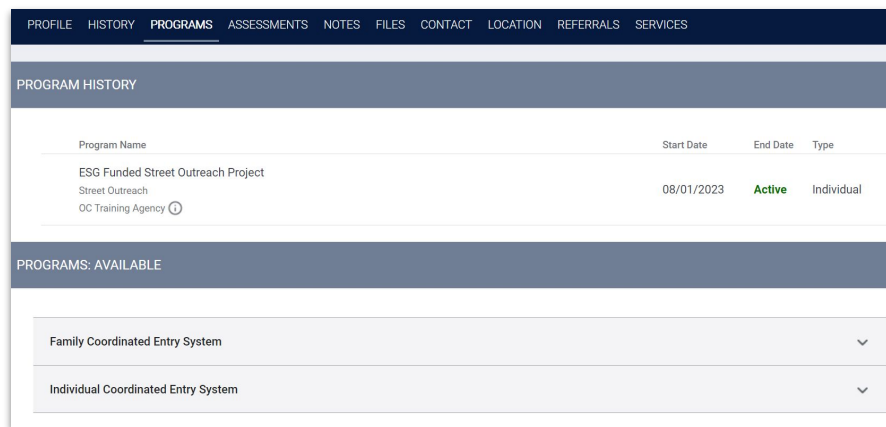 PROFILE HISTORY PROGRAMS ASSESSMENTS NOTES FILES CONTACT LOCATION REFERRALS SERVICES
PROGRAM HISTORY
Program Name Start Date End Date Type
ESG Funded Street Outreach Project
Street Outreach 08/01/2023 Active Individual
OC Training Agency
PROGRAMS: AVAILABLE
Family Coordinated Entry System
Individual Coordinated Entry System